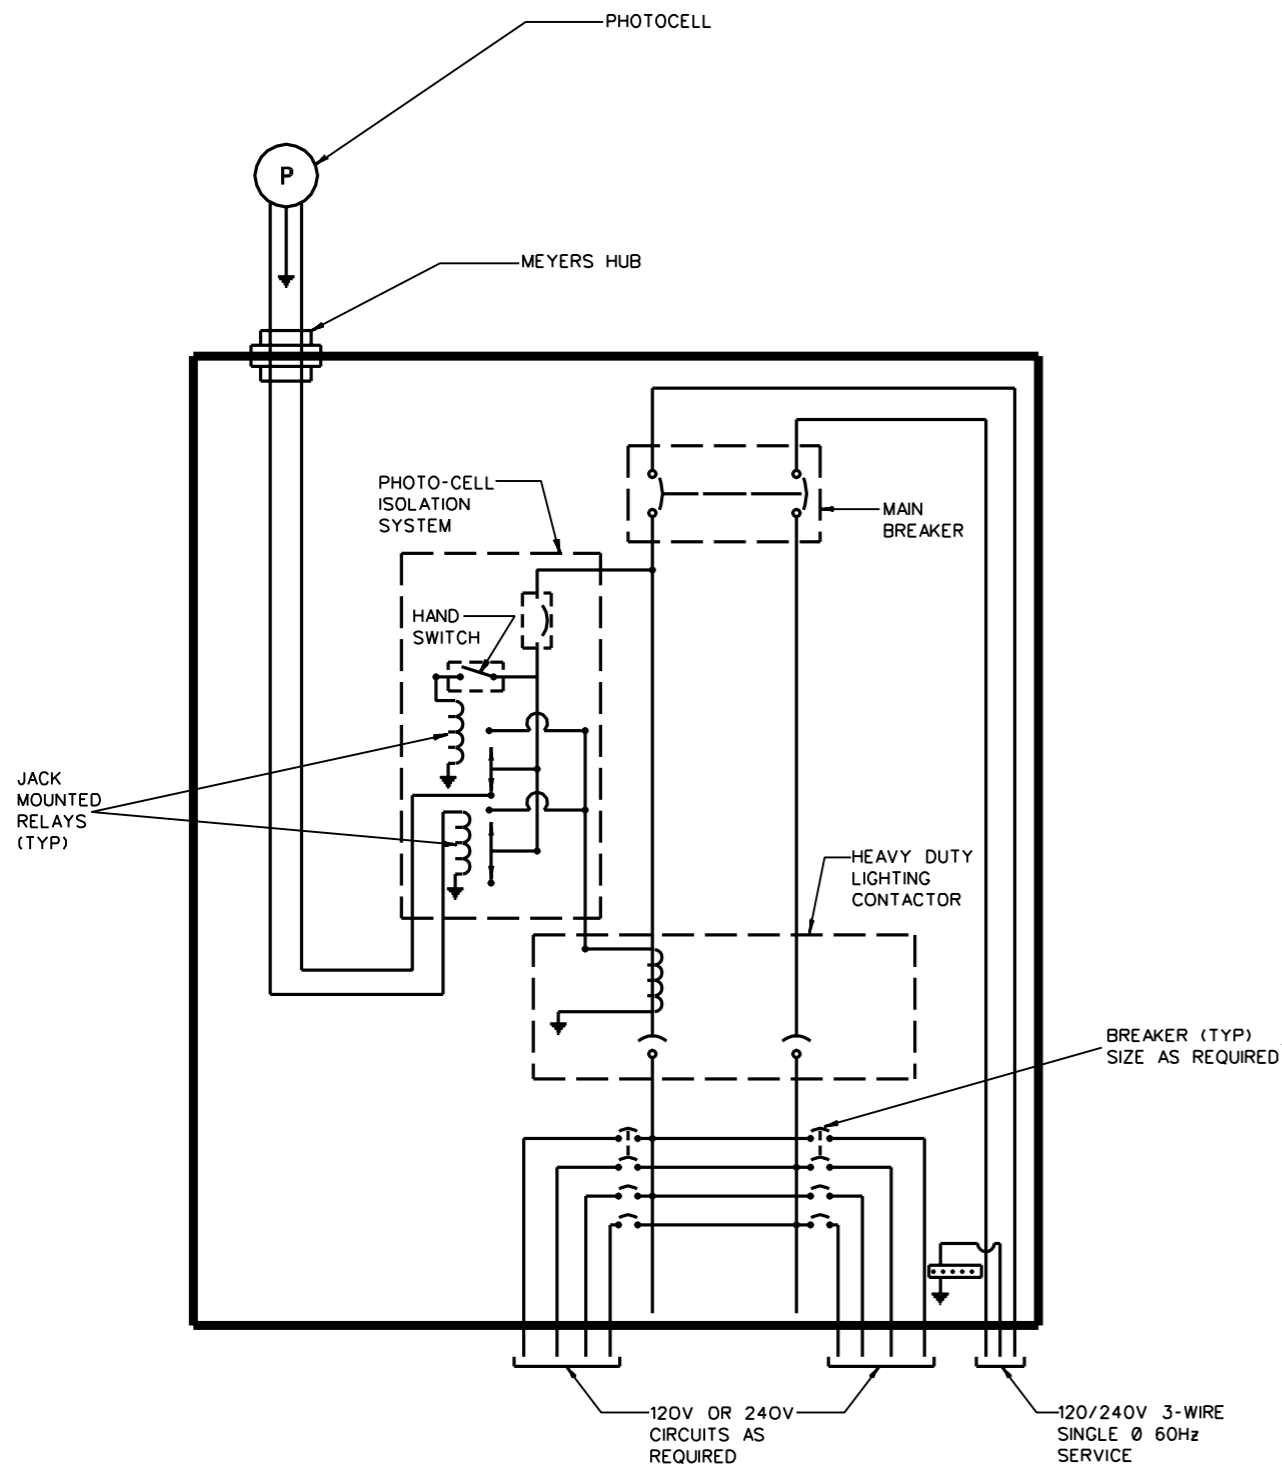 PHOTOCELL
P
MEYERS HUB
PHOTO-CELL
ISOLATION
SYSTEM
MAIN
BREAKER
HAND
SWITCH
JACK
MOUNTED
RELAYS
(TYP)
HEAVY DUTY
LIGHTING
CONTACTOR
BREAKER (TYP)
SIZE AS REQUIRED
120V OR 240V
CIRCUITS AS
REQUIRED
120/240V 3-WIRE
SINGLE Ø 60Hz
SERVICE